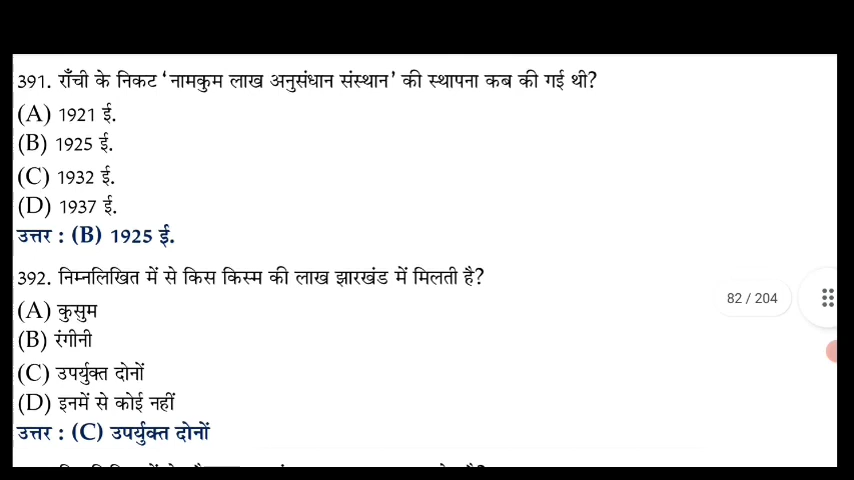 391. राँची के निकट 'नामकुम लाख अनुसंधान संस्थान' की स्थापना कब की गई थी?
(A) 1921 ई.
(B) 1925 ई.
(C) 1932 ई.
(D) 1937 ई.
उत्तर : (B) 1925 ई.
392. निम्नलिखित में से किस किस्म की लाख झारखंड में मिलती है?
82 / 204
(A) कुसुम
(B) रंगीनी
(C) उपर्युक्त दोनों
(D) इनमें से कोई नहीं
उत्तर : (C) उपर्युक्त दोनों